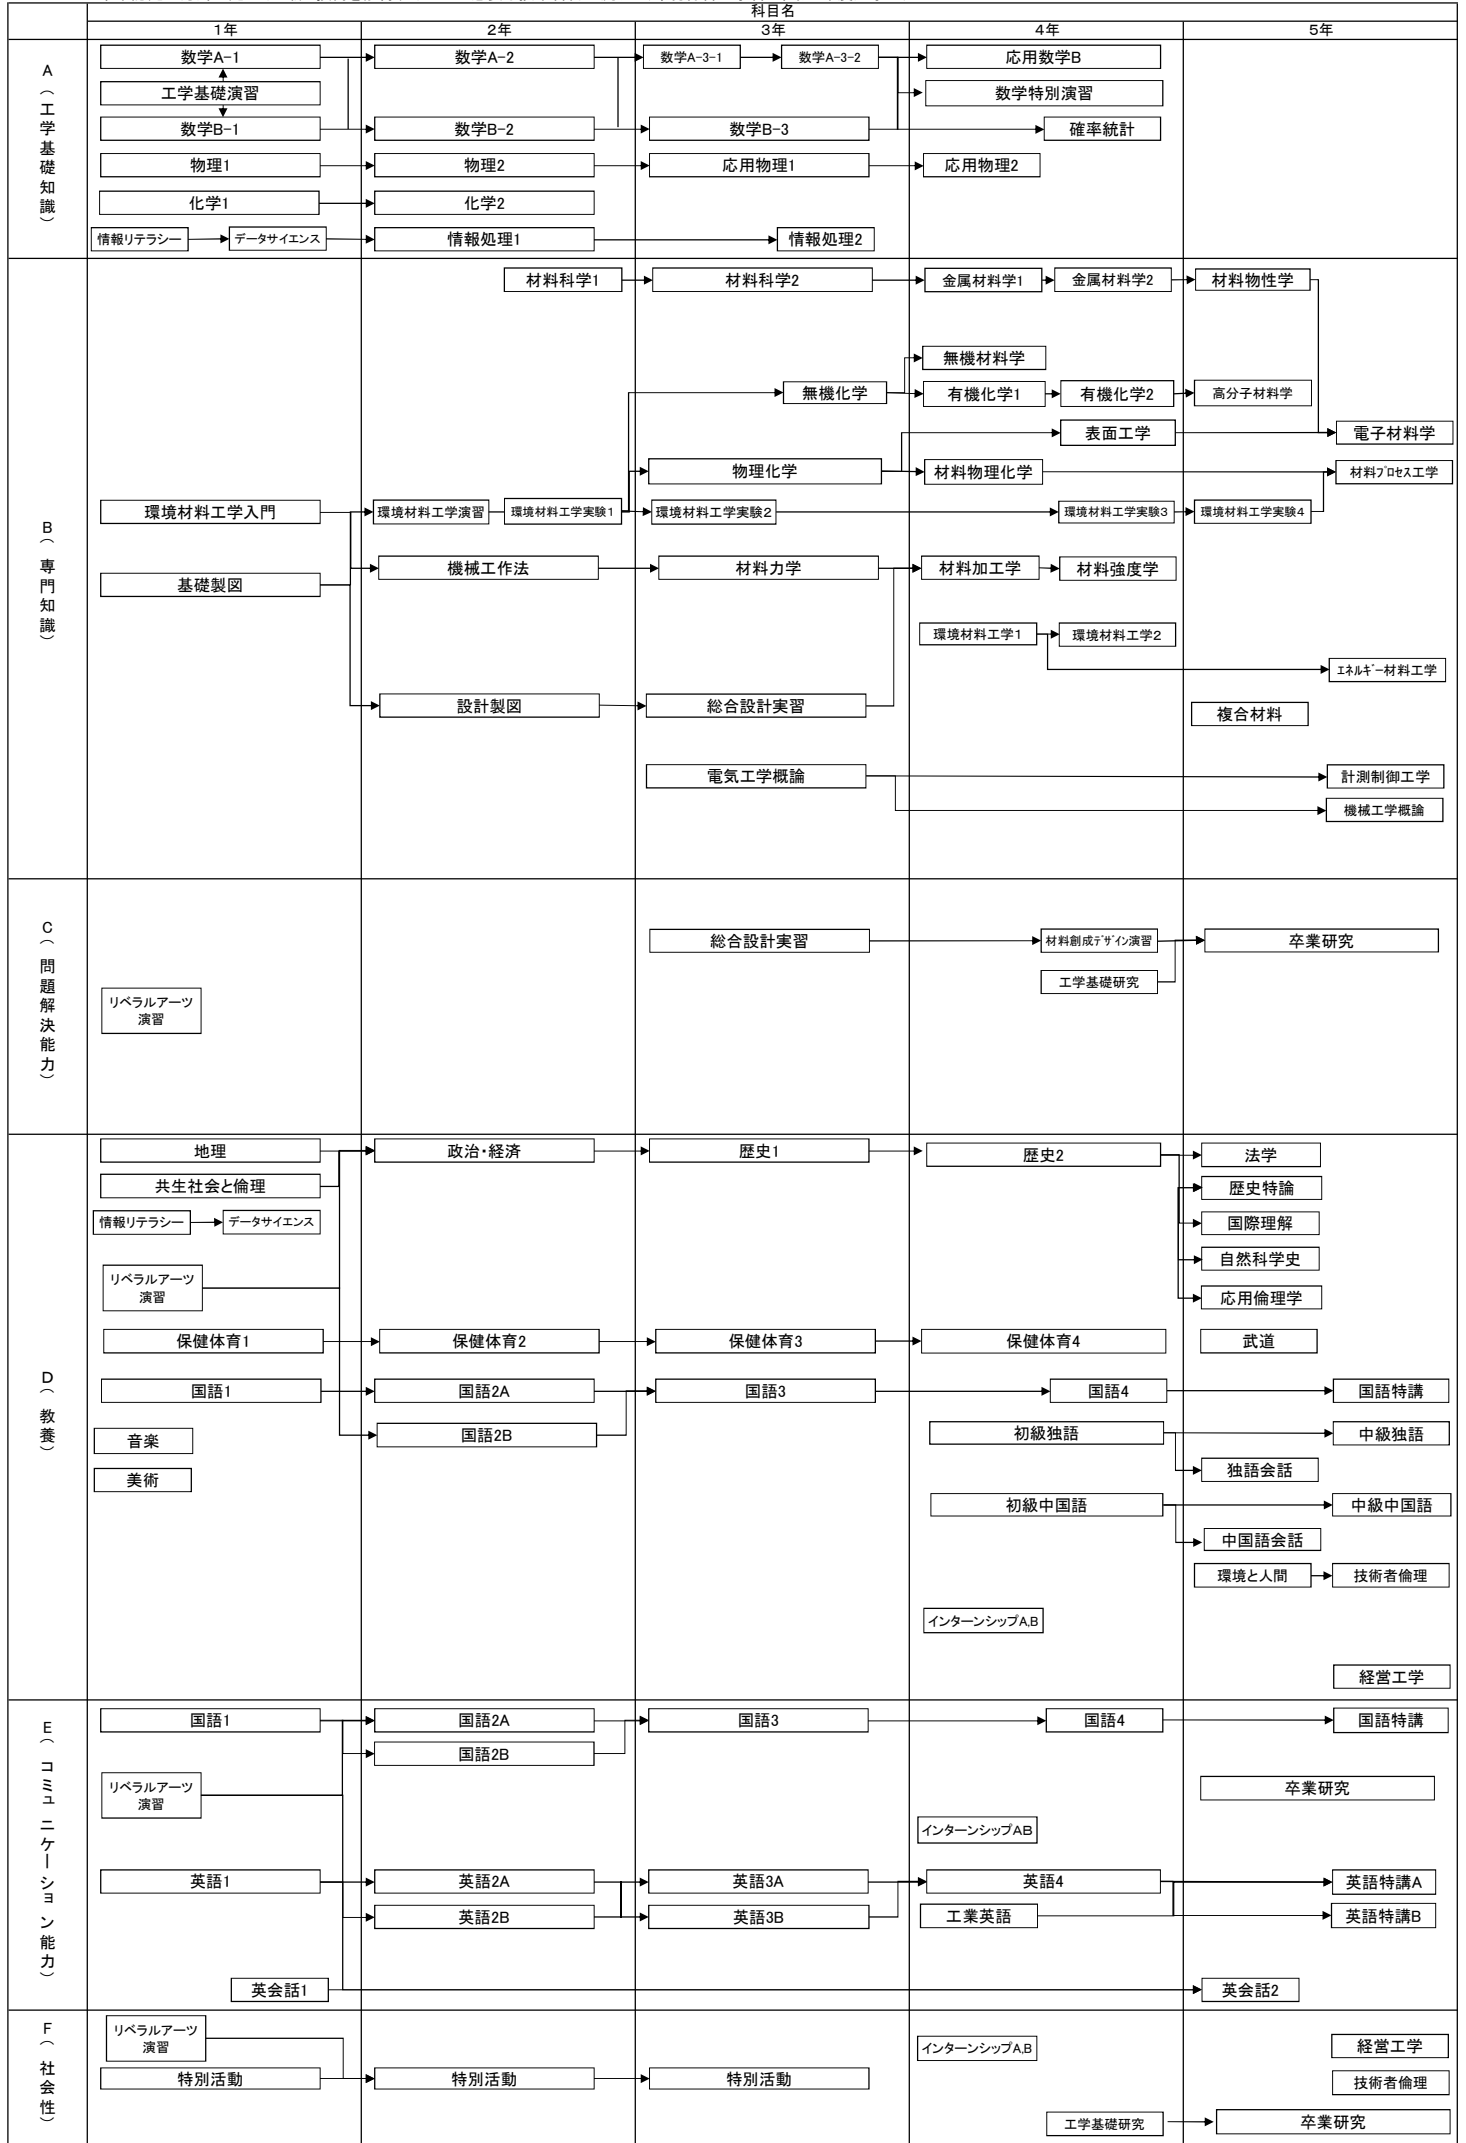 科目名
1年 2年 3年 4年 5年
A（工学基礎知識）
数学A-1 数学A-2 数学A-3-1 数学A-3-2 応用数学B
工学基礎演習 数学特別演習
数学B-1 数学B-2 数学B-3 確率統計
物理1 物理2 応用物理1 応用物理2
化学1 化学2
情報リテラシー データサイエンス 情報処理1 情報処理2
B（専門知識）
材料科学1 材料科学2 金属材料学1 金属材料学2 材料物性学
無機材料学
無機化学 有機化学1 有機化学2 高分子材料学
表面工学 電子材料学
物理化学 材料物理化学 材料ﾌﾟﾛｾｽ工学
環境材料工学入門 環境材料工学演習 環境材料工学実験1 環境材料工学実験2 環境材料工学実験3 環境材料工学実験4
機械工作法 材料力学 材料加工学 材料強度学
基礎製図
環境材料工学1 環境材料工学2
ｴﾈﾙｷﾞｰ材料工学
設計製図 総合設計実習 複合材料
電気工学概論 計測制御工学
機械工学概論
C（問題解決能力）
総合設計実習 材料創成ﾃﾞｻﾞｲﾝ演習 卒業研究
工学基礎研究
リベラルアーツ
演習
D（教養）
地理 政治・経済 歴史1 歴史2 法学
共生社会と倫理 歴史特論
情報リテラシー データサイエンス 国際理解
自然科学史
リベラルアーツ
演習 応用倫理学
保健体育1 保健体育2 保健体育3 保健体育4 武道
国語1 国語2A 国語3 国語4 国語特講
音楽 国語2B 初級独語 中級独語
美術 独語会話
初級中国語 中級中国語
中国語会話
環境と人間 技術者倫理
インターンシップA,B
経営工学
E（コミュニケーション能力）
国語1 国語2A 国語3 国語4 国語特講
国語2B
リベラルアーツ
演習 卒業研究
インターンシップAB
英語1 英語2A 英語3A 英語4 英語特講A
英語2B 英語3B 工業英語 英語特講B
英会話1 英会話2
F（社会性）
リベラルアーツ
演習 インターンシップA,B 経営工学
特別活動 特別活動 特別活動 技術者倫理
工学基礎研究 卒業研究